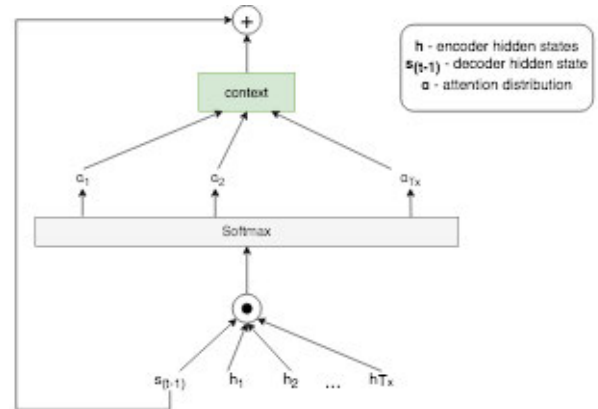 +
h - encoder hidden states
s(t-1) - decoder hidden state
α - attention distribution
context
α1 α2 αTx
Softmax
s(t-1) h1 h2 ... hTx